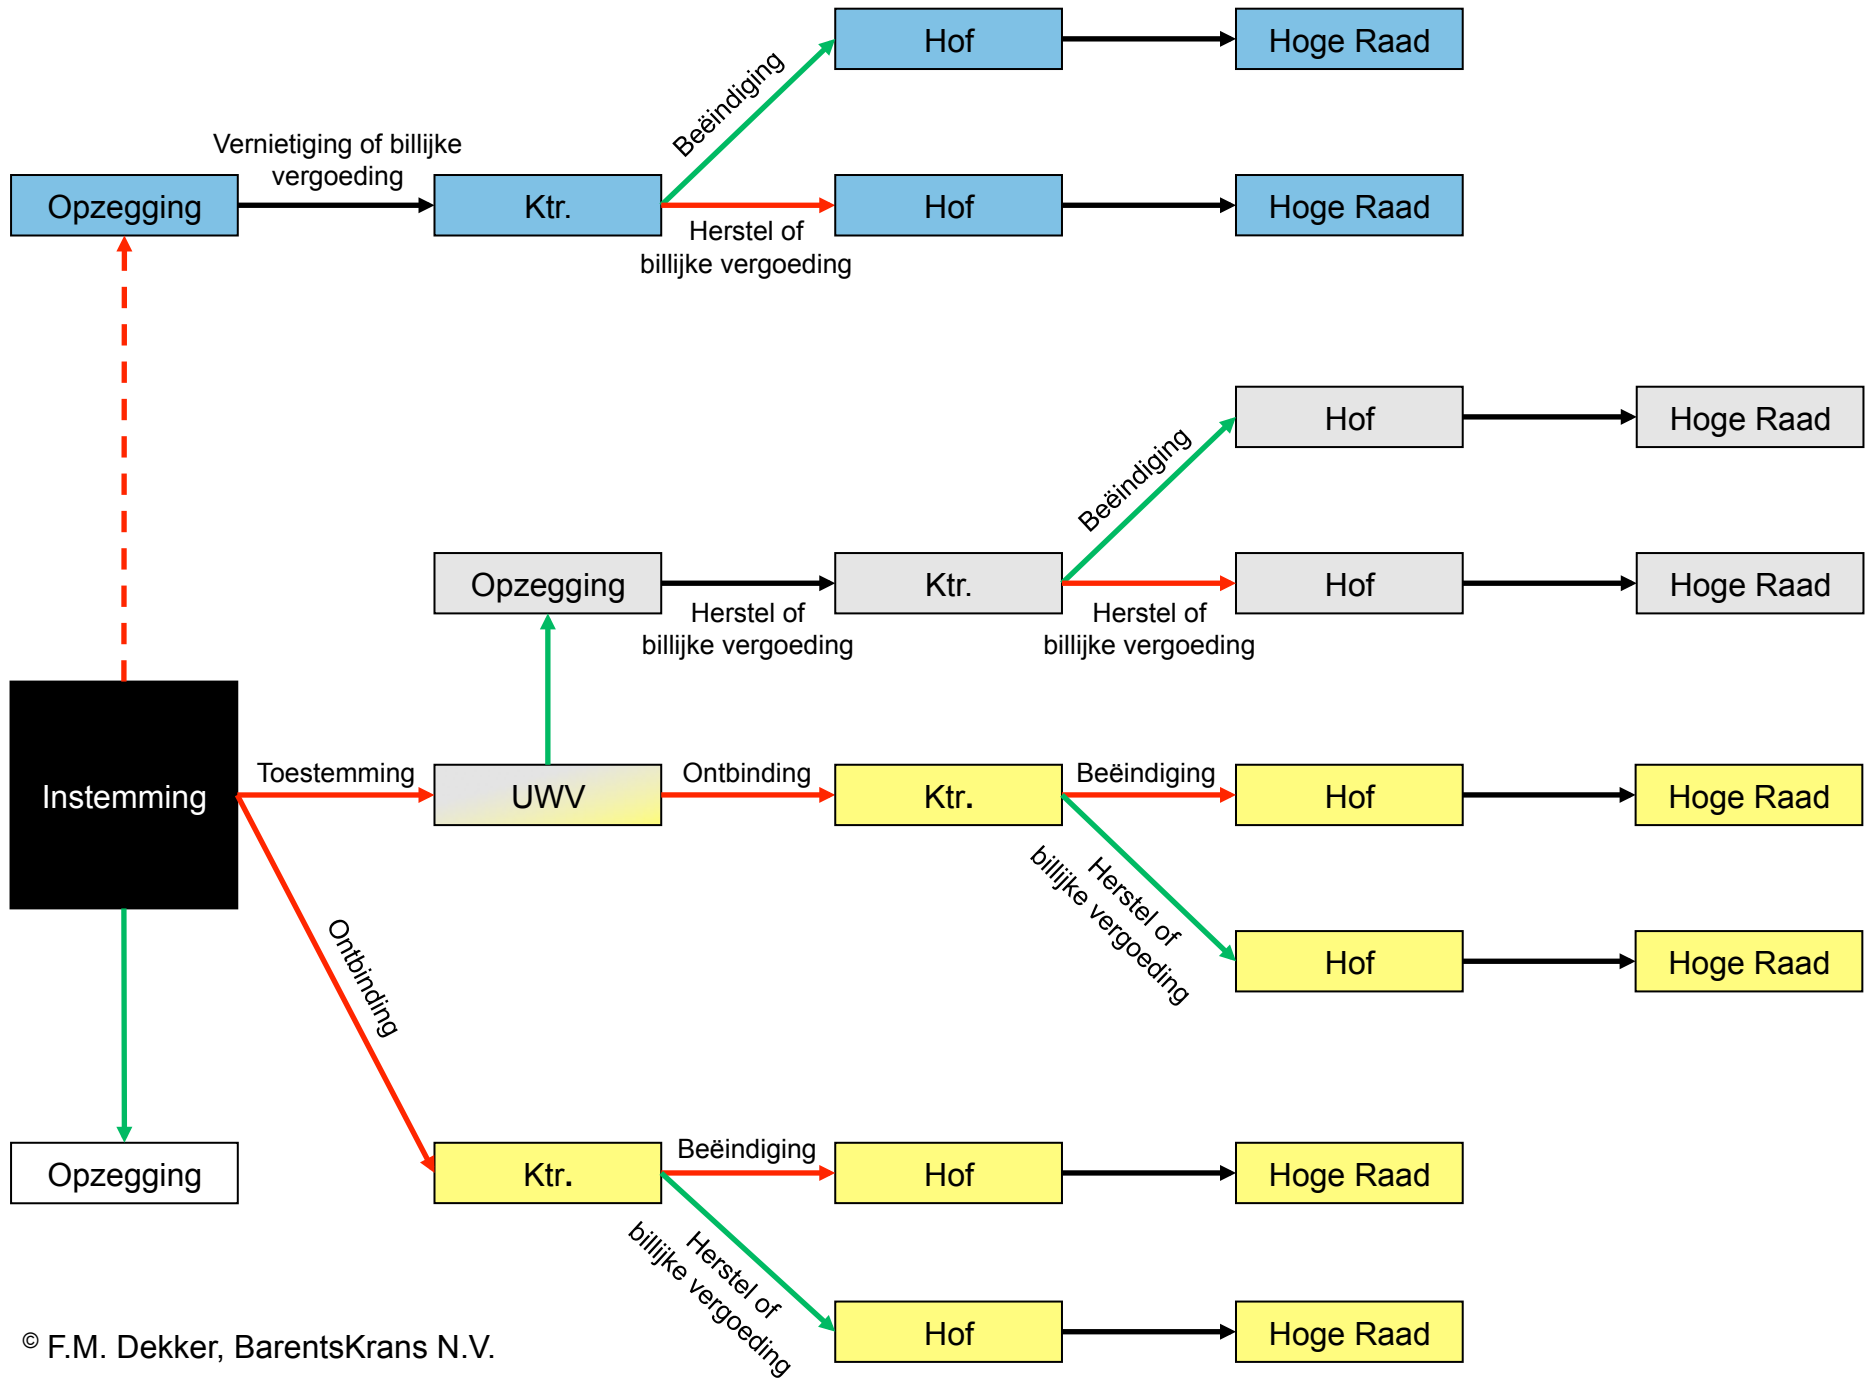 Hof
Hoge Raad
Beëindiging
Vernietiging of billijke
vergoeding
Opzegging
Ktr.
Hof
Hoge Raad
Herstel of
billijke vergoeding
Hof
Hoge Raad
Beëindiging
Opzegging
Ktr.
Hof
Hoge Raad
Herstel of
billijke vergoeding
Herstel of
billijke vergoeding
Instemming
Toestemming
UWV
Ontbinding
Ktr.
Beëindiging
Hof
Hoge Raad
Herstel of
billijke vergoeding
Hof
Hoge Raad
Ontbinding
Opzegging
Ktr.
Beëindiging
Hof
Hoge Raad
Herstel of
billijke vergoeding
Hof
Hoge Raad
© F.M. Dekker, BarentsKrans N.V.